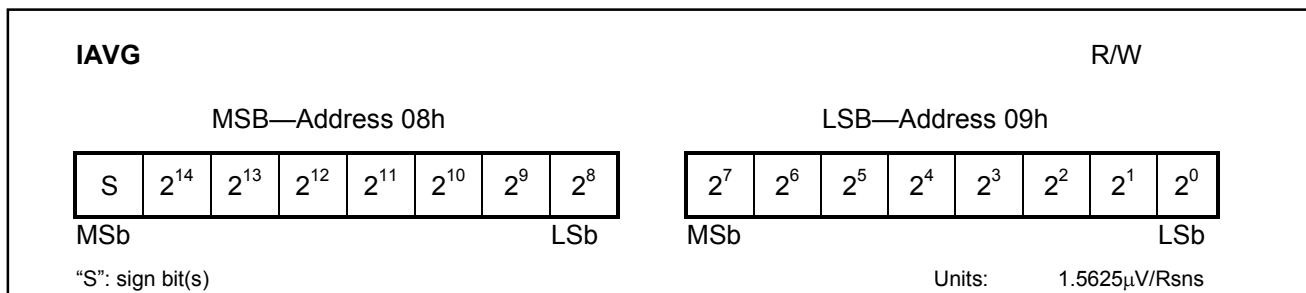 IAVG R/W
MSB—Address 08h LSB—Address 09h
S 2¹⁴ 2¹³ 2¹² 2¹¹ 2¹⁰ 2⁹ 2⁸ 2⁷ 2⁶ 2⁵ 2⁴ 2³ 2² 2¹ 2⁰
MSb LSb MSb LSb
“S”: sign bit(s) Units: 1.5625μV/Rsns